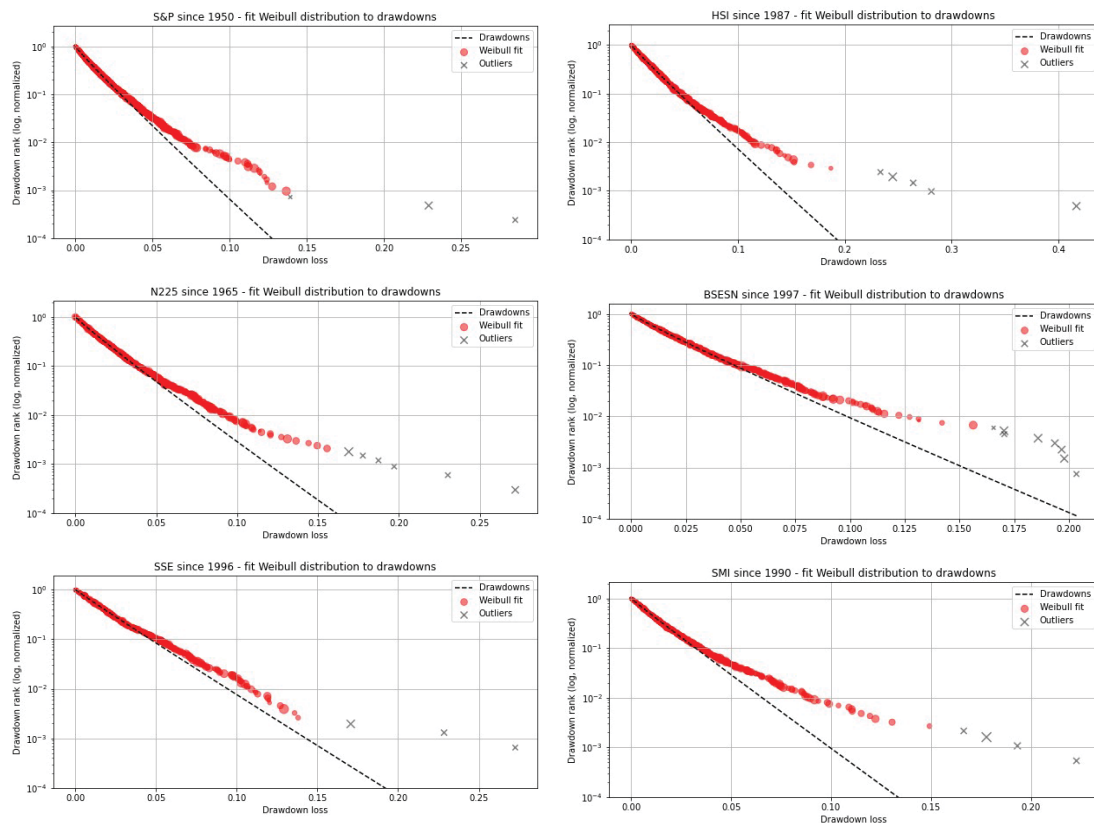 S&P since 1950 - fit Weibull distribution to drawdowns
Drawdown rank (log, normalized)
10⁰
10⁻¹
10⁻²
10⁻³
10⁻⁴
Drawdowns
Weibull fit
Outliers
0.00 0.05 0.10 0.15 0.20 0.25
Drawdown loss
HSI since 1987 - fit Weibull distribution to drawdowns
Drawdown rank (log, normalized)
10⁰
10⁻¹
10⁻²
10⁻³
10⁻⁴
Drawdowns
Weibull fit
Outliers
0.0 0.1 0.2 0.3 0.4
Drawdown loss
N225 since 1965 - fit Weibull distribution to drawdowns
Drawdown rank (log, normalized)
10⁰
10⁻¹
10⁻²
10⁻³
10⁻⁴
Drawdowns
Weibull fit
Outliers
0.00 0.05 0.10 0.15 0.20 0.25
Drawdown loss
BSESN since 1997 - fit Weibull distribution to drawdowns
Drawdown rank (log, normalized)
10⁰
10⁻¹
10⁻²
10⁻³
10⁻⁴
Drawdowns
Weibull fit
Outliers
0.000 0.025 0.050 0.075 0.100 0.125 0.150 0.175 0.200
Drawdown loss
SSE since 1996 - fit Weibull distribution to drawdowns
Drawdown rank (log, normalized)
10⁰
10⁻¹
10⁻²
10⁻³
10⁻⁴
Drawdowns
Weibull fit
Outliers
0.00 0.05 0.10 0.15 0.20 0.25
Drawdown loss
SMI since 1990 - fit Weibull distribution to drawdowns
Drawdown rank (log, normalized)
10⁰
10⁻¹
10⁻²
10⁻³
10⁻⁴
Drawdowns
Weibull fit
Outliers
0.00 0.05 0.10 0.15 0.20
Drawdown loss